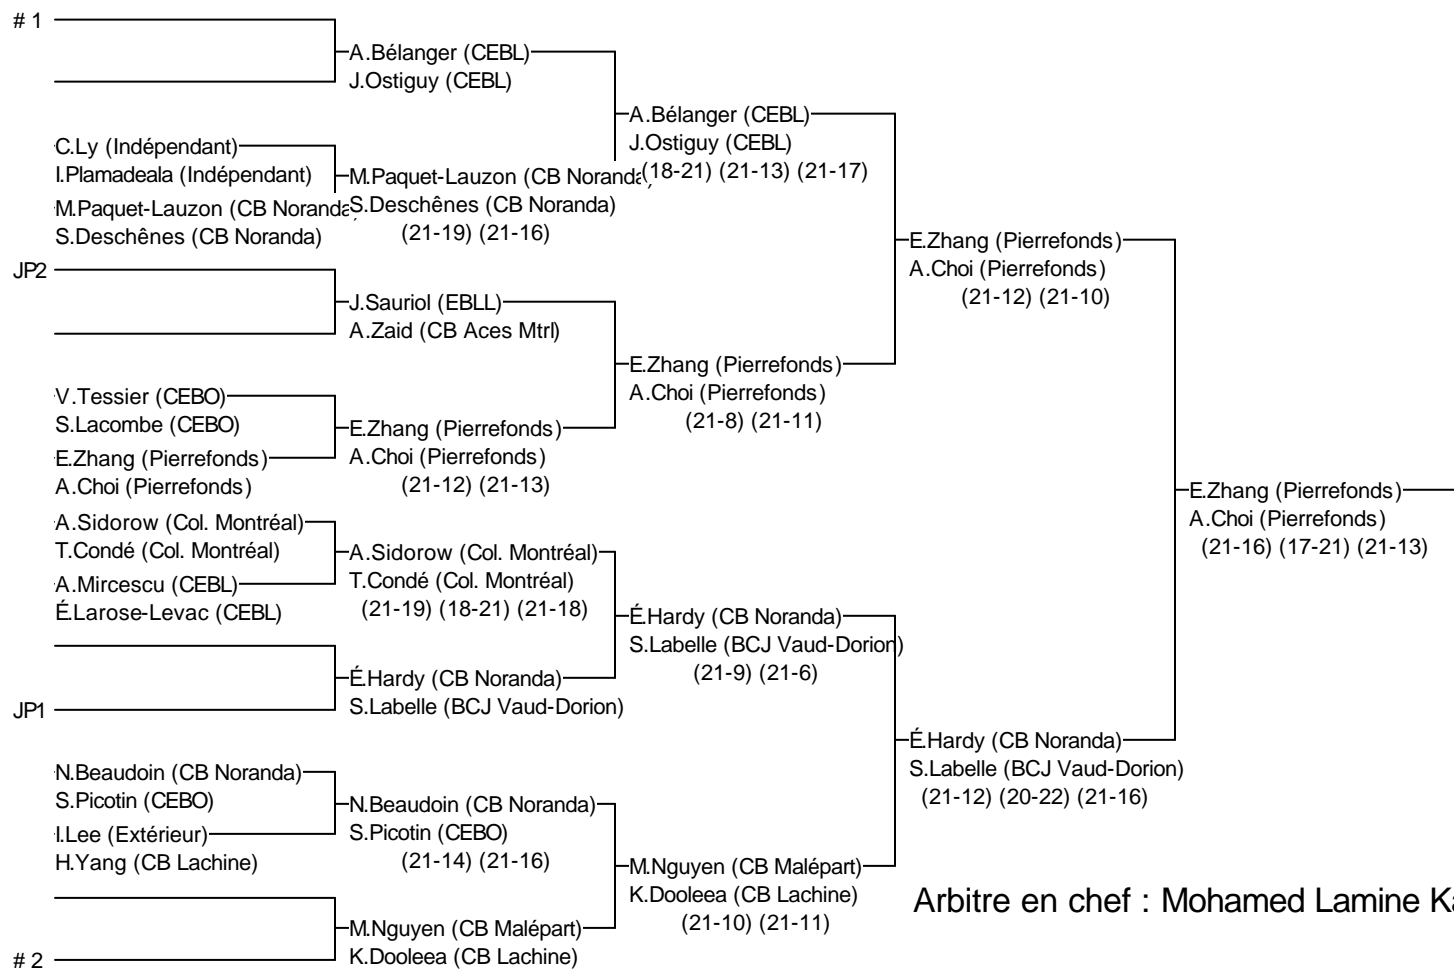 # 1
A.Bélanger (CEBL)
J.Ostiguy (CEBL)
A.Bélanger (CEBL)
J.Ostiguy (CEBL)
(18-21) (21-13) (21-17)
C.Ly (Indépendant)
I.Plamadeala (Indépendant)
M.Paquet-Lauzon (CB Noranda)
S.Deschênes (CB Noranda)
(21-19) (21-16)
M.Paquet-Lauzon (CB Noranda)
S.Deschênes (CB Noranda)
E.Zhang (Pierrefonds)
A.Choi (Pierrefonds)
(21-12) (21-10)
JP2
J.Sauriol (EBLL)
A.Zaid (CB Aces Mtrl)
E.Zhang (Pierrefonds)
A.Choi (Pierrefonds)
(21-8) (21-11)
V.Tessier (CEBO)
S.Lacombe (CEBO)
E.Zhang (Pierrefonds)
A.Choi (Pierrefonds)
(21-12) (21-13)
E.Zhang (Pierrefonds)
A.Choi (Pierrefonds)
E.Zhang (Pierrefonds)
A.Choi (Pierrefonds)
(21-16) (17-21) (21-13)
A.Sidorow (Col. Montréal)
T.Condé (Col. Montréal)
A.Sidorow (Col. Montréal)
T.Condé (Col. Montréal)
(21-19) (18-21) (21-18)
A.Mircescu (CEBL)
É.Larose-Levac (CEBL)
É.Hardy (CB Noranda)
S.Labelle (BCJ Vaud-Dorion)
(21-9) (21-6)
É.Hardy (CB Noranda)
S.Labelle (BCJ Vaud-Dorion)
JP1
É.Hardy (CB Noranda)
S.Labelle (BCJ Vaud-Dorion)
(21-12) (20-22) (21-16)
N.Beaudoin (CB Noranda)
S.Picotin (CEBO)
N.Beaudoin (CB Noranda)
S.Picotin (CEBO)
(21-14) (21-16)
I.Lee (Extérieur)
H.Yang (CB Lachine)
M.Nguyen (CB Malépart)
K.Dooleea (CB Lachine)
(21-10) (21-11)
Arbitre en chef : Mohamed Lamine
M.Nguyen (CB Malépart)
K.Dooleea (CB Lachine)
# 2